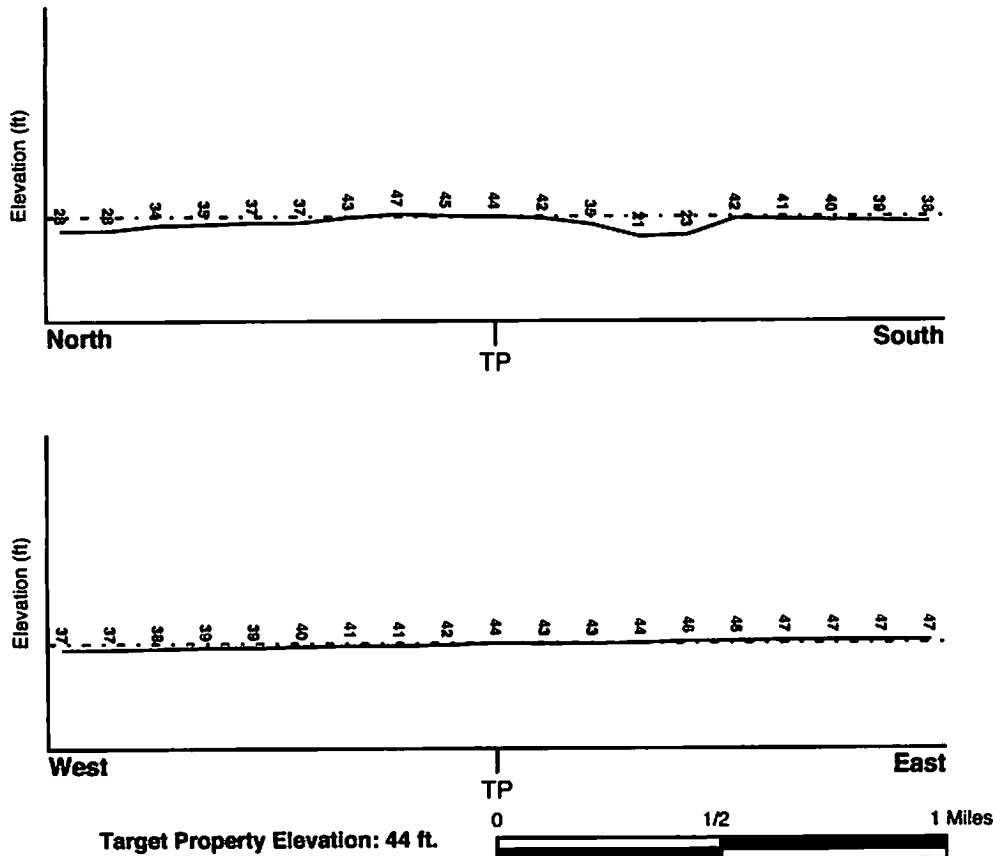 Elevation (ft)
28 28 34 39 37 37 43 47 45 44 42 35 21 23 42 41 40 39 38
North South
TP
Elevation (ft)
37 37 38 39 39 40 41 41 42 44 43 43 44 46 46 47 47 47 47
West East
TP
0 1/2 1 Miles
Target Property Elevation: 44 ft.